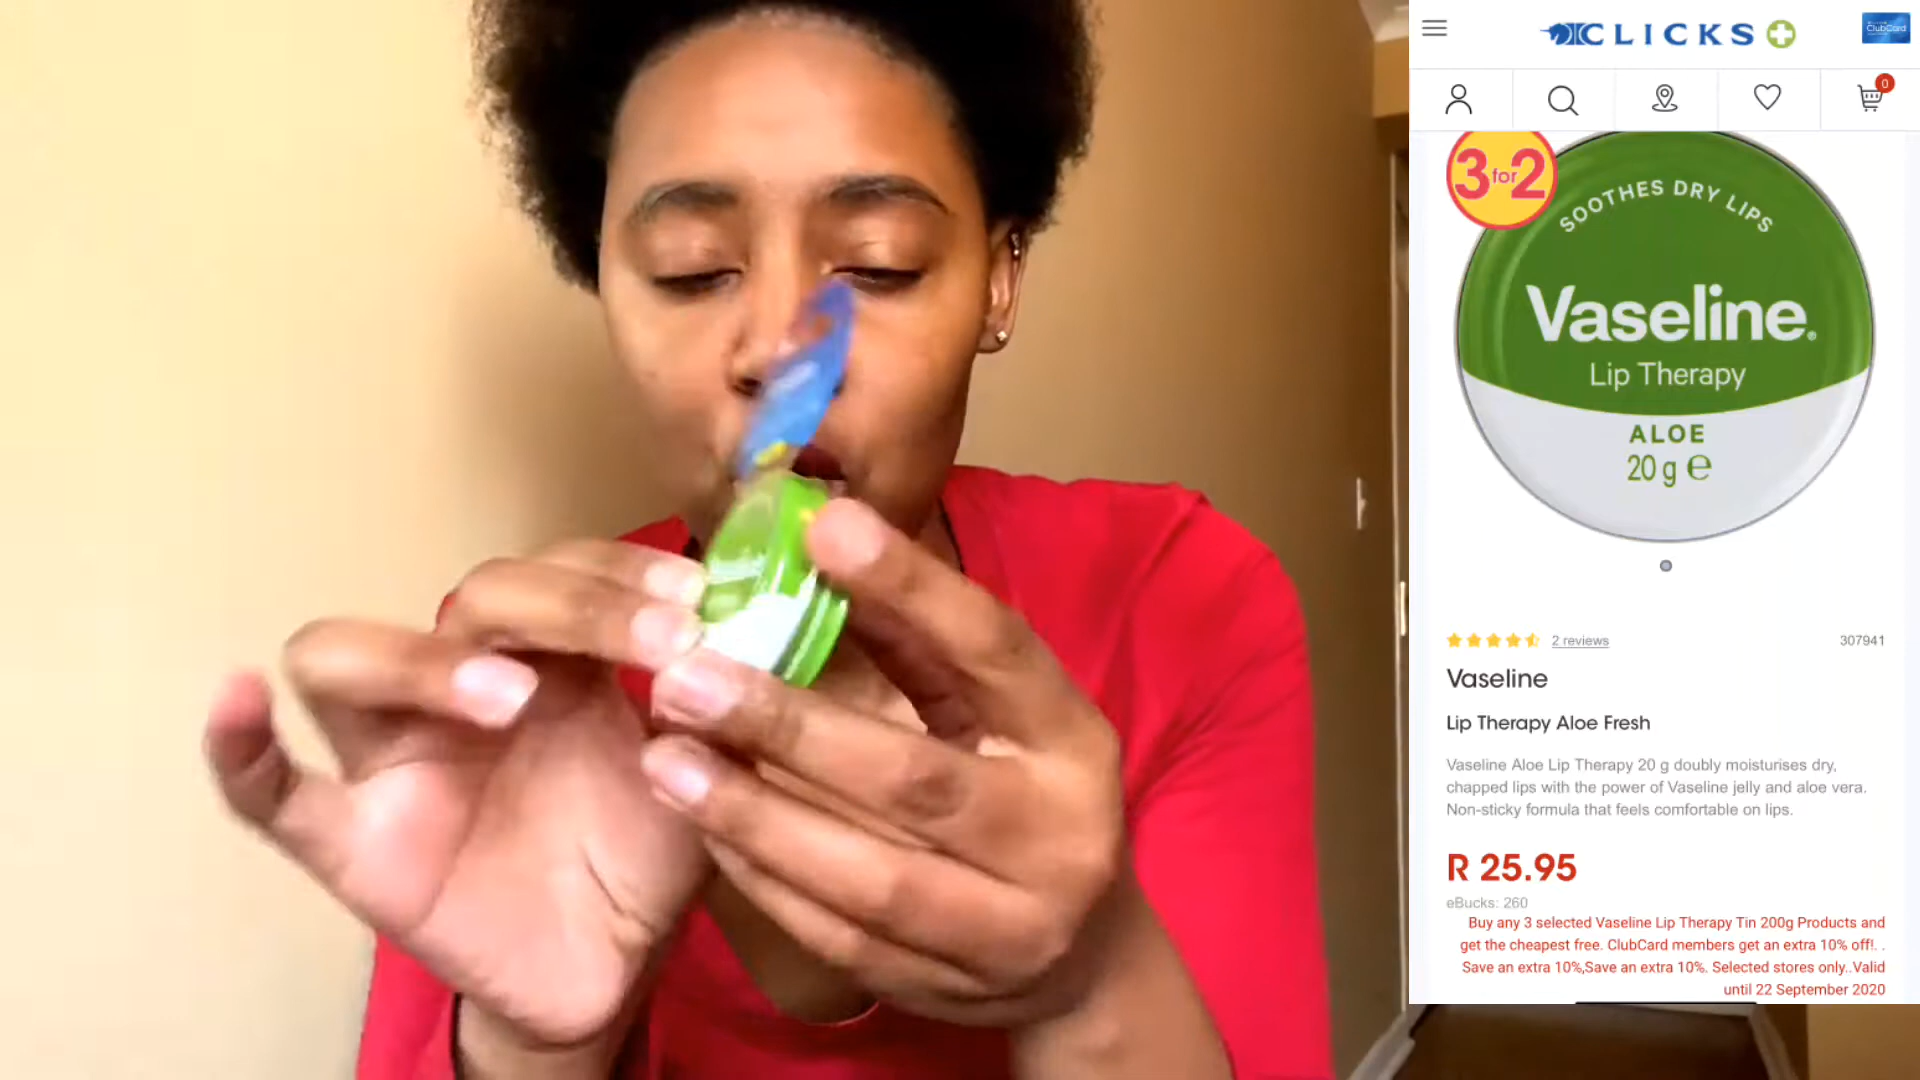 CLICKS
ClubCard
0
3 for 2
SOOTHES DRY LIPS
Vaseline®
Lip Therapy
ALOE
20 g ℮
2 reviews
307941
Vaseline
Lip Therapy Aloe Fresh
Vaseline Aloe Lip Therapy 20 g doubly moisturises dry,
chapped lips with the power of Vaseline jelly and aloe vera.
Non-sticky formula that feels comfortable on lips.
R 25.95
eBucks: 260
Buy any 3 selected Vaseline Lip Therapy Tin 200g Products and
get the cheapest free. ClubCard members get an extra 10% off!. .
Save an extra 10%,Save an extra 10%. Selected stores only..Valid
until 22 September 2020